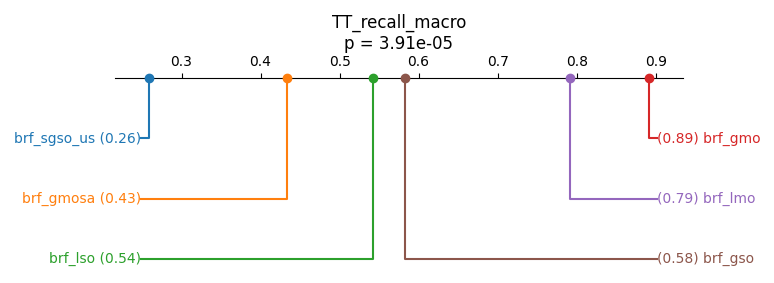 TT_recall_macro
p = 3.91e-05
0.3 0.4 0.5 0.6 0.7 0.8 0.9
brf_sgso_us (0.26) (0.89) brf_gmo
brf_gmosa (0.43) (0.79) brf_lmo
brf_lso (0.54) (0.58) brf_gso